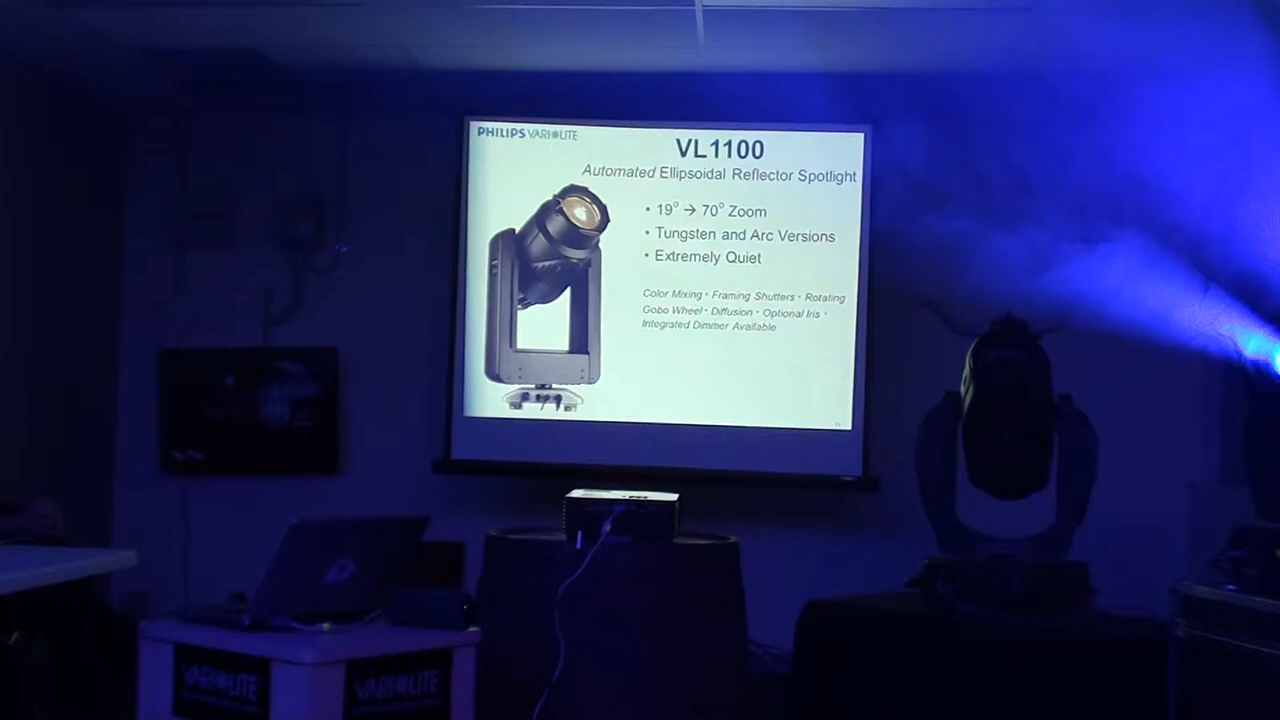 PHILIPS VARI✺LITE
VL1100
Automated Ellipsoidal Reflector Spotlight
• 19° → 70° Zoom
• Tungsten and Arc Versions
• Extremely Quiet
Color Mixing • Framing Shutters • Rotating
Gobo Wheel • Diffusion • Optional Iris •
Integrated Dimmer Available
VARI✺LITE
VARI✺LITE